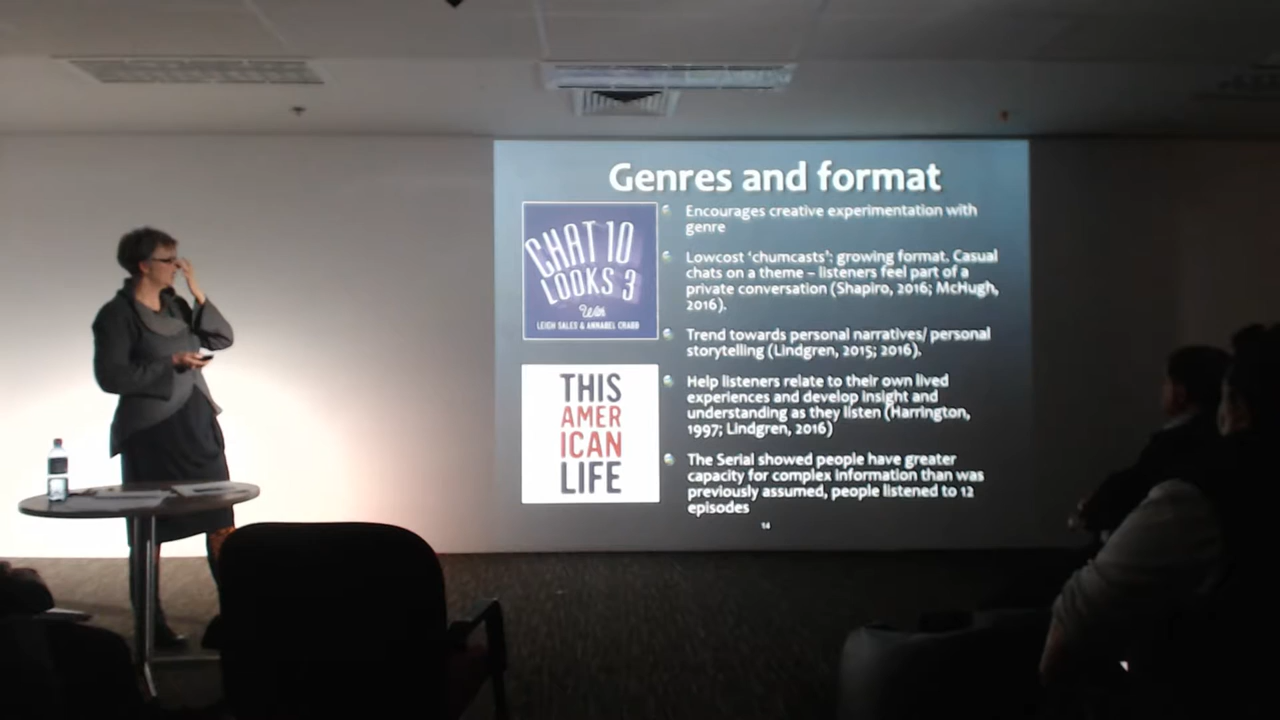 Genres and format
CHAT 10
LOOKS 3
With
LEIGH SALES & ANNABEL CRABB
THIS
AMER
ICAN
LIFE
Encourages creative experimentation with
genre
Lowcost ‘chumcasts’: growing format. Casual
chats on a theme – listeners feel part of a
private conversation (Shapiro, 2016; McHugh,
2016).
Trend towards personal narratives/ personal
storytelling (Lindgren, 2015; 2016).
Help listeners relate to their own lived
experiences and develop insight and
understanding as they listen (Harrington,
1997; Lindgren, 2016)
The Serial showed people have greater
capacity for complex information than was
previously assumed, people listened to 12
episodes
14